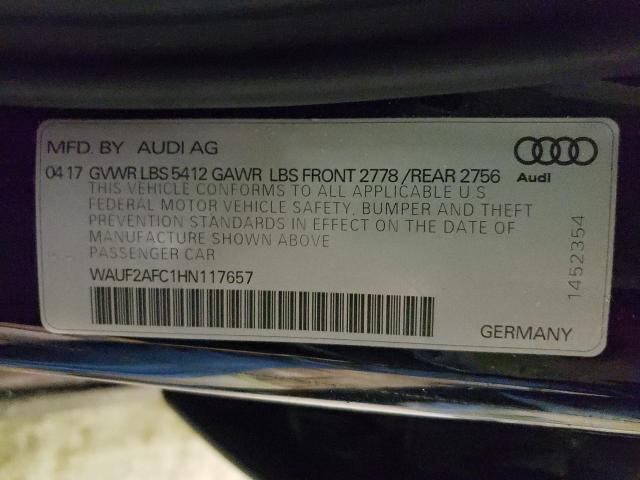 MFD. BY AUDI AG
04 17 GVWR LBS 5412 GAWR LBS FRONT 2778 /REAR 2756
Audi
THIS VEHICLE CONFORMS TO ALL APPLICABLE U S
FEDERAL MOTOR VEHICLE SAFETY, BUMPER AND THEFT
PREVENTION STANDARDS IN EFFECT ON THE DATE OF
MANUFACTURE SHOWN ABOVE
PASSENGER CAR
WAUF2AFC1HN117657
1452354
GERMANY